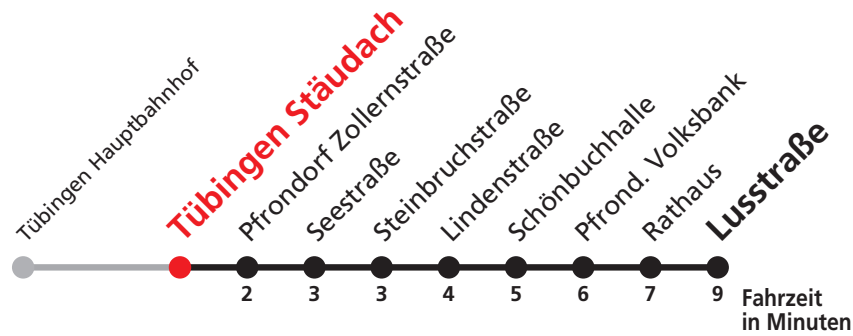 Tübingen Hauptbahnhof
Tübingen Stäudach
Pfrondorf Zollernstraße
Seestraße
Steinbruchstraße
Lindenstraße
Schönbuchhalle
Pfrond. Volksbank
Rathaus
Lusstraße
2 3 3 4 5 6 7 9
Fahrzeit
in Minuten